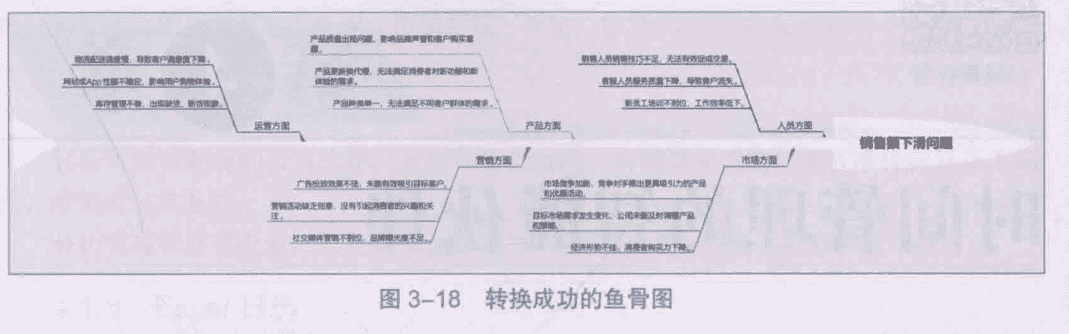 物流配送速度慢，导致客户满意度下降。
网站或App性能不稳定，影响用户购物体验。
库存管理不善，出现缺货、断货现象。
运营方面
产品质量出现问题，影响品牌声誉和客户购买意
愿。
产品更新换代慢，无法满足消费者对新功能和新
体验的需求。
产品种类单一，无法满足不同客户群体的需求。
产品方面
销售人员销售技巧不足，无法有效促成交易。
客服人员服务质量下降，导致客户流失。
新员工培训不到位，工作效率低下。
人员方面
销售额下滑问题
营销方面
广告投放效果不佳，未能有效吸引目标客户。
营销活动缺乏创意，没有引起消费者的兴趣和关
注。
社交媒体营销不到位，品牌曝光度不足。
市场方面
市场竞争加剧，竞争对手推出更具吸引力的产品
和优惠活动。
目标市场需求发生变化，公司未能及时调整产品
和策略。
经济形势不佳，消费者购买力下降。
图 3-18 转换成功的鱼骨图